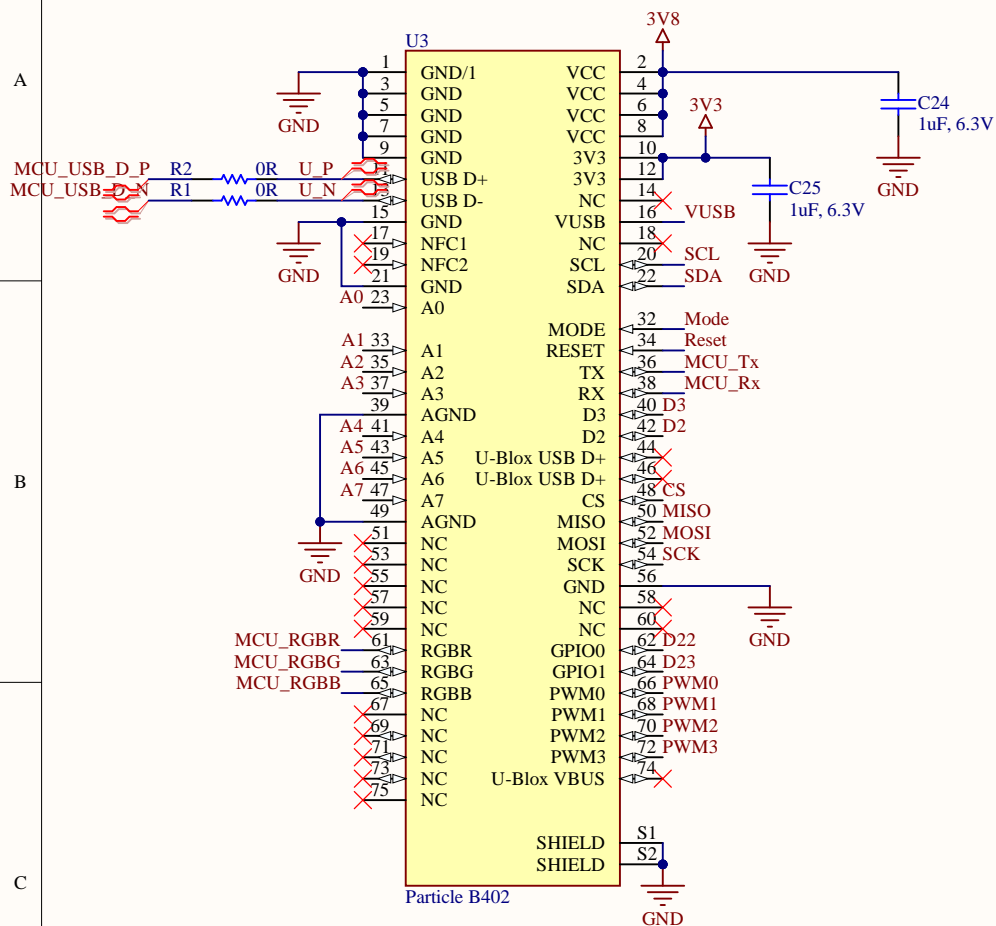 A
B
C
U3
3V8
3V3
1 GND/1 VCC 2
3 GND VCC 4
5 GND VCC 6
7 GND VCC 8
9 GND 3V3 10
GND
C24
1uF, 6.3V
GND
MCU_USB_D_P R2 0R U_P USB D+ 3V3 12
MCU_USB_D_N R1 0R U_N USB D- NC 14
C25
1uF, 6.3V
GND
15 GND VUSB 16 VUSB
17 NFC1 NC 18
19 NFC2 SCL 20 SCL
21 GND SDA 22 SDA
GND
A0 23 A0
MODE 32 Mode
A1 33 A1 RESET 34 Reset
A2 35 A2 TX 36 MCU_Tx
A3 37 A3 RX 38 MCU_Rx
39 AGND D3 40 D3
A4 41 A4 D2 42 D2
A5 43 A5 U-Blox USB D+ 44
A6 45 A6 U-Blox USB D+ 46
A7 47 A7 CS 48 CS
49 AGND MISO 50 MISO
51 NC MOSI 52 MOSI
53 NC SCK 54 SCK
GND
55 NC GND 56
57 NC NC 58
59 NC NC 60
GND
MCU_RGBR 61 RGBR GPIO0 62 D22
MCU_RGBG 63 RGBG GPIO1 64 D23
MCU_RGBB 65 RGBB PWM0 66 PWM0
67 NC PWM1 68 PWM1
69 NC PWM2 70 PWM2
71 NC PWM3 72 PWM3
73 NC U-Blox VBUS 74
75 NC
SHIELD S1
SHIELD S2
GND
Particle B402